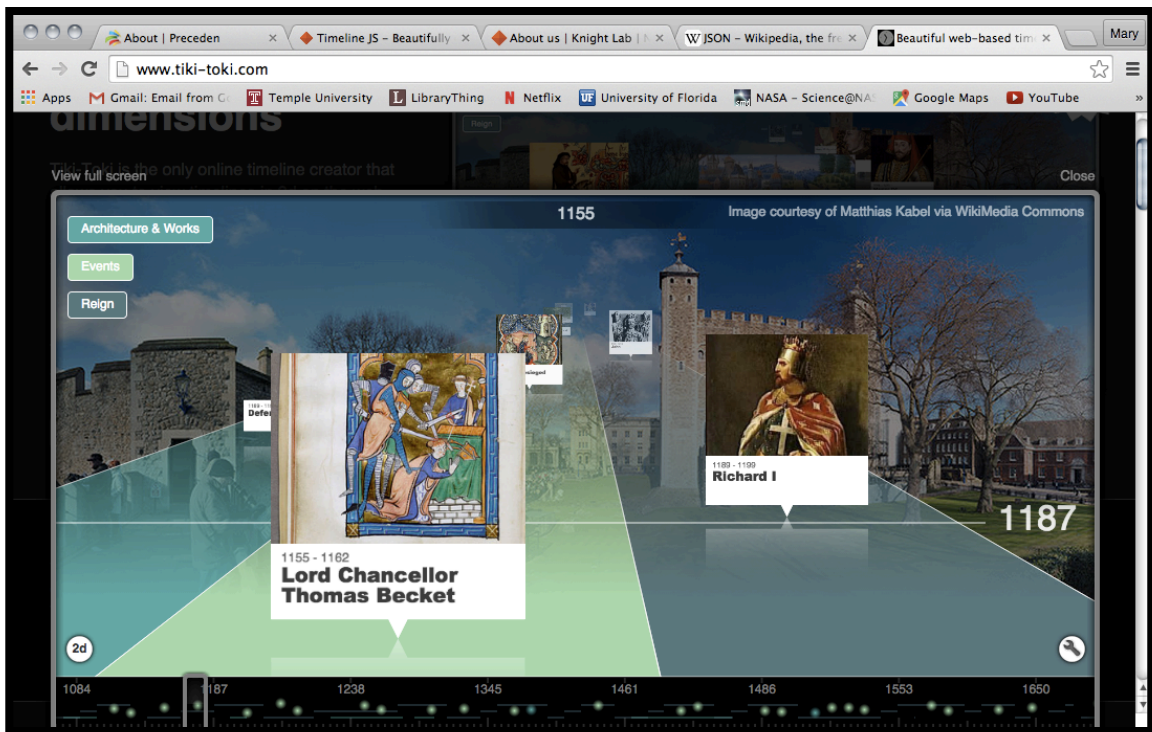 About | Preceden
Timeline JS – Beautifully
About us | Knight Lab | N
W JSON – Wikipedia, the fre
Beautiful web-based tim
Mary
www.tiki-toki.com
Apps
Gmail: Email from Go
Temple University
LibraryThing
Netflix
UF University of Florida
NASA – Science@NAS
Google Maps
YouTube
»
dimensions
Reign
Tiki-Toki is the only online timeline creator that
View full screen
Close
1155
Image courtesy of Matthias Kabel via WikiMedia Commons
Architecture & Works
Events
Reign
1189 - 1199
Richard I
1187
1155 - 1162
Lord Chancellor
Thomas Becket
2d
1084
1187
1238
1345
1461
1486
1553
1650